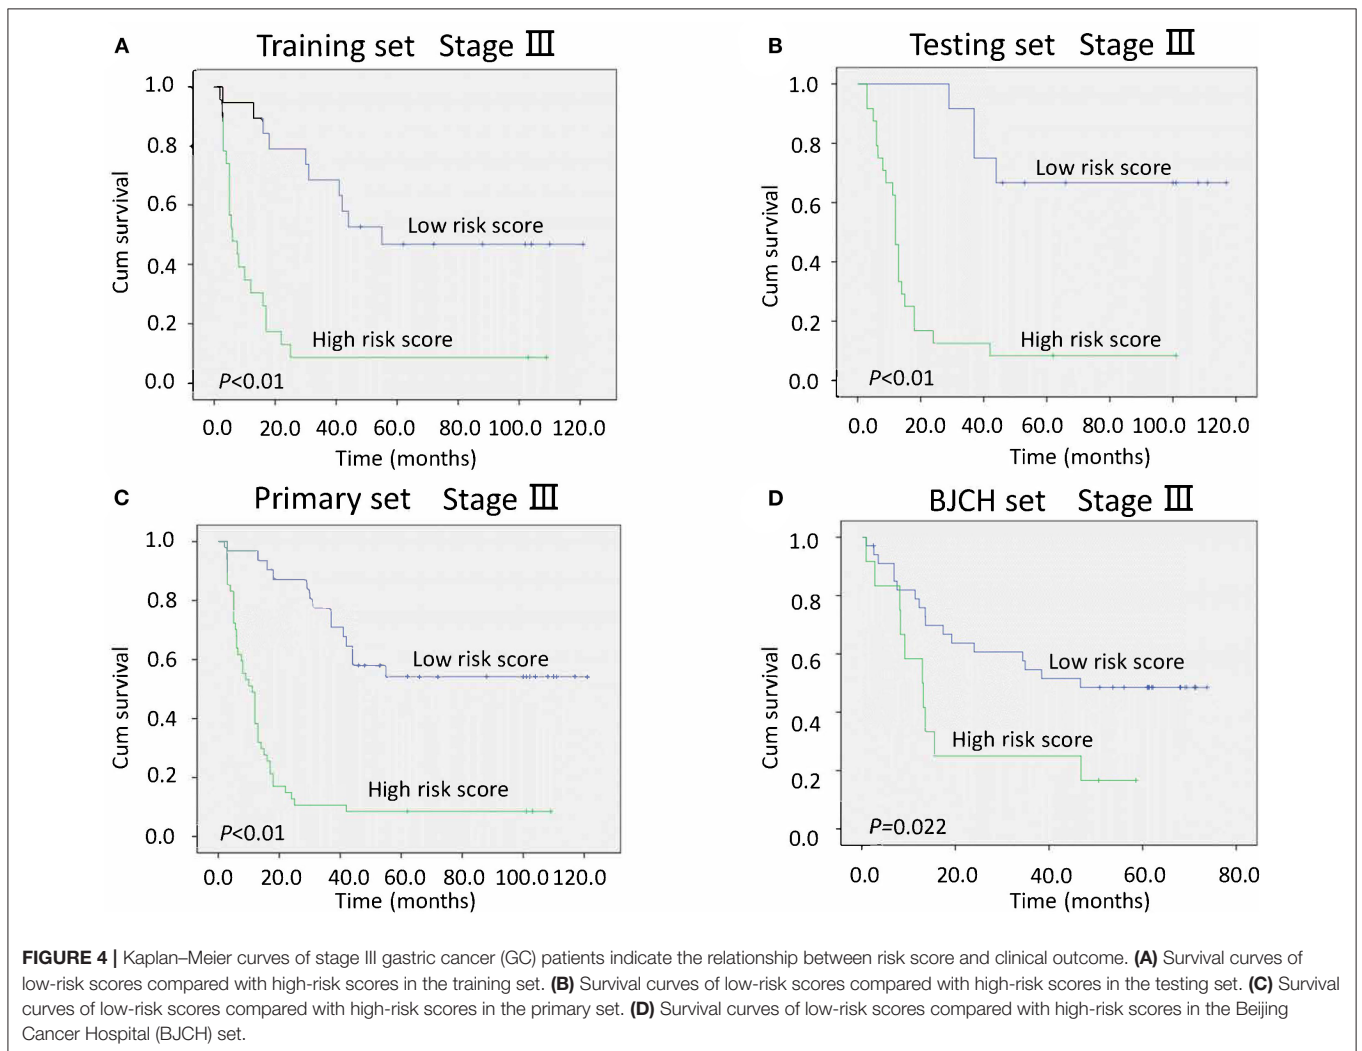 A
Training set Stage III
1.0
0.8
0.6
0.4
0.2
0.0
Cum survival
Low risk score
High risk score
P<0.01
0.0 20.0 40.0 60.0 80.0 100.0 120.0
Time (months)
B
Testing set Stage III
1.0
0.8
0.6
0.4
0.2
0.0
Cum survival
Low risk score
High risk score
P<0.01
0.0 20.0 40.0 60.0 80.0 100.0 120.0
Time (months)
C
Primary set Stage III
1.0
0.8
0.6
0.4
0.2
0.0
Cum survival
Low risk score
High risk score
P<0.01
0.0 20.0 40.0 60.0 80.0 100.0 120.0
Time (months)
D
BJCH set Stage III
1.0
0.8
0.6
0.4
0.2
0.0
Cum survival
Low risk score
High risk score
P=0.022
0.0 20.0 40.0 60.0 80.0
Time (months)
FIGURE 4 | Kaplan–Meier curves of stage III gastric cancer (GC) patients indicate the relationship between risk score and clinical outcome. (A) Survival curves of
low-risk scores compared with high-risk scores in the training set. (B) Survival curves of low-risk scores compared with high-risk scores in the testing set. (C) Survival
curves of low-risk scores compared with high-risk scores in the primary set. (D) Survival curves of low-risk scores compared with high-risk scores in the Beijing
Cancer Hospital (BJCH) set.